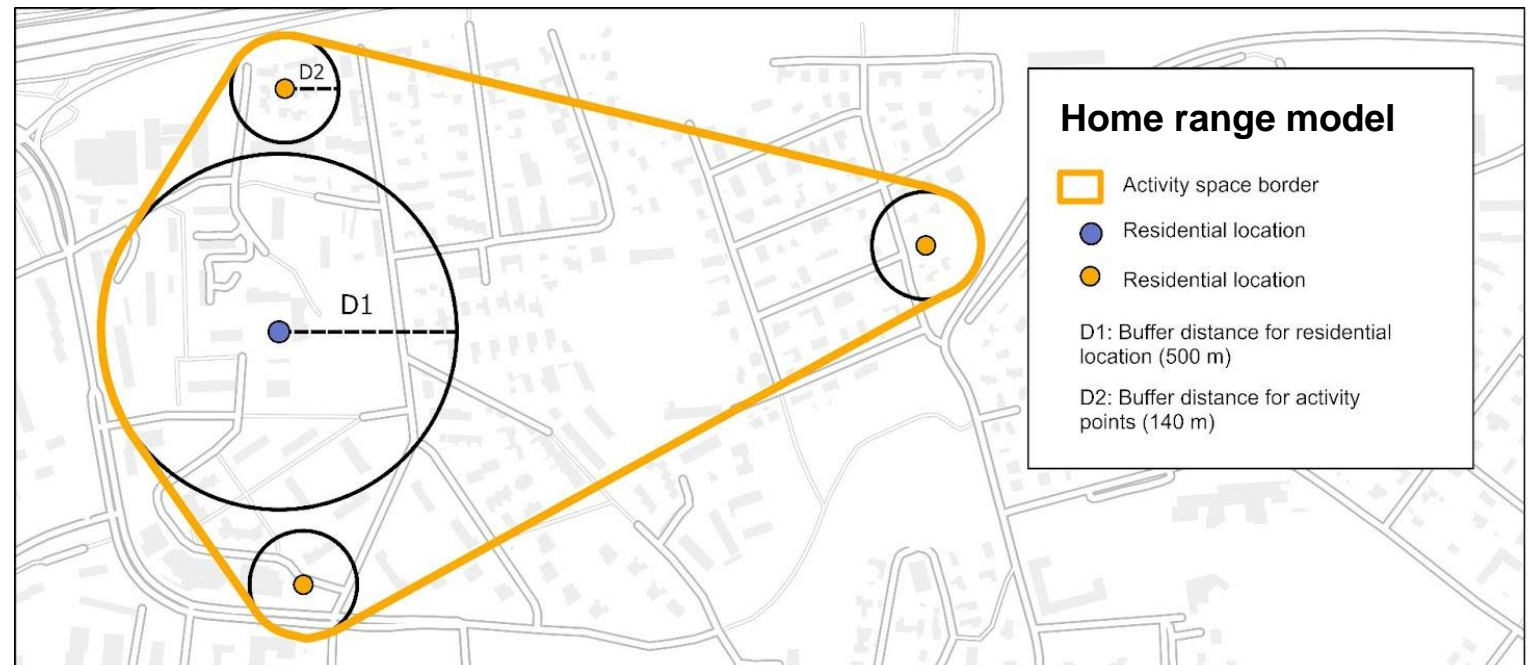 D2
D1
Home range model
Activity space border
Residential location
Residential location
D1: Buffer distance for residential
location (500 m)
D2: Buffer distance for activity
points (140 m)